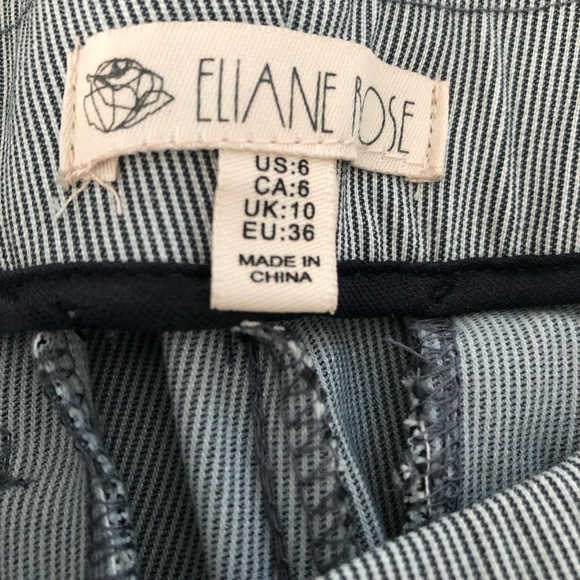 ELIANE ROSE
US:6
CA:6
UK:10
EU:36
MADE IN
CHINA